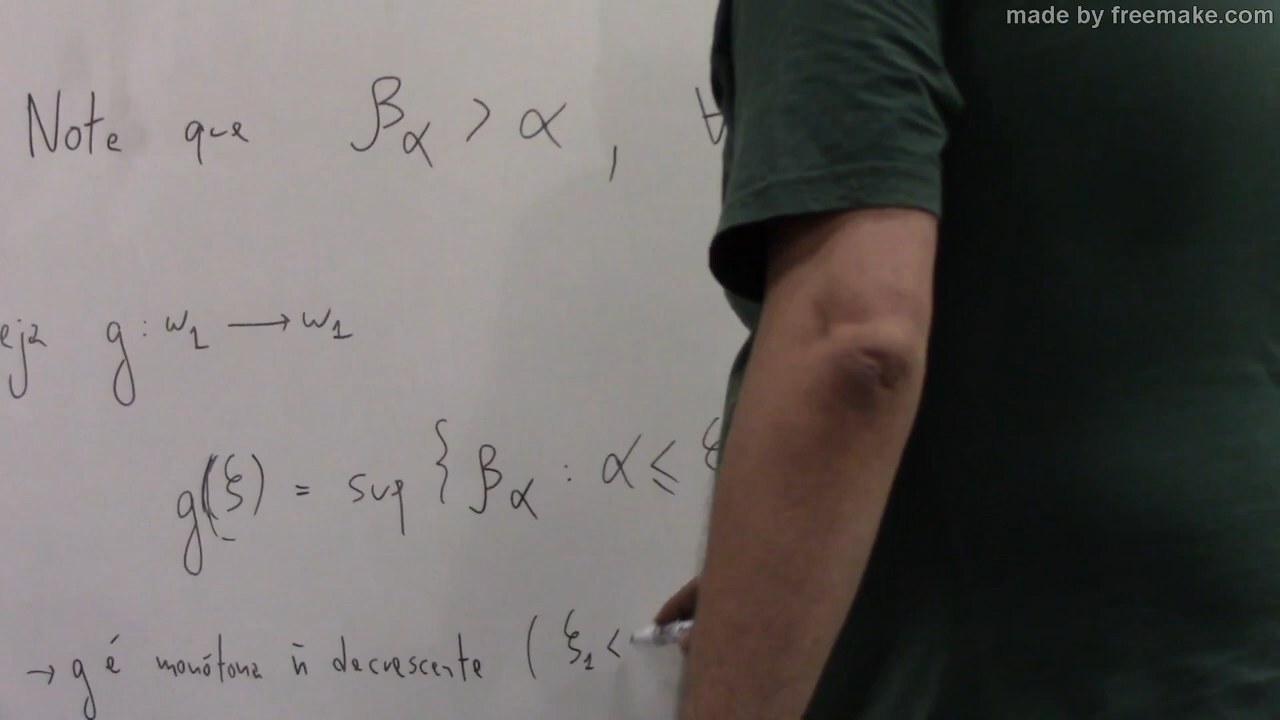 made by freemake.com
Note que β_α > α , ∀
eja g : ω_1 ⟶ ω_1
g(ξ) = sup { β_α : α ≤ ξ
→ g é monótona ñ decrescente ( ξ_1 <